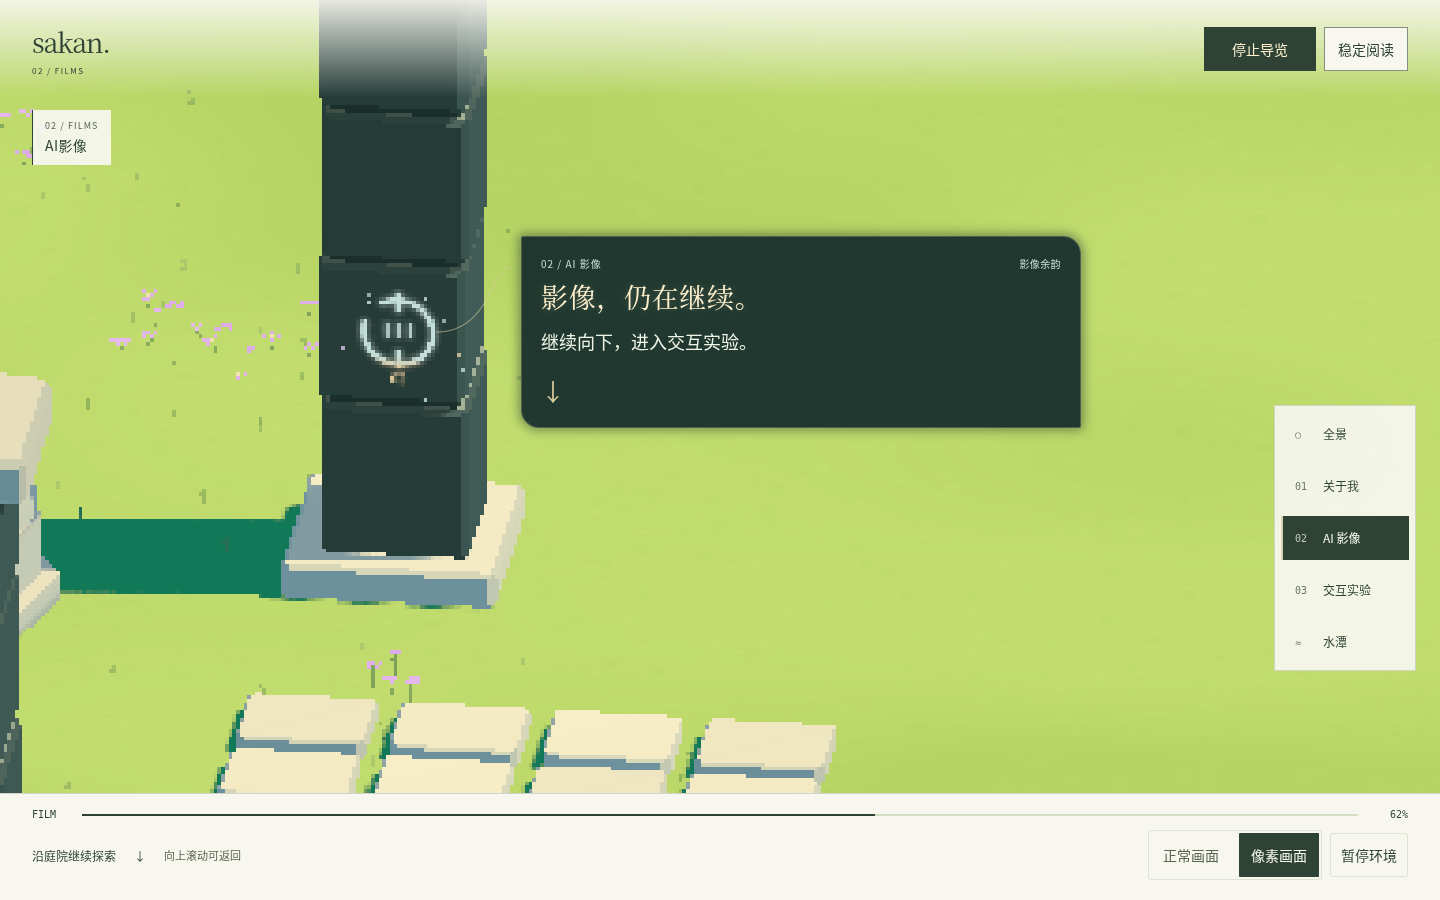 sakan.
02 / FILMS
停止导览
稳定阅读
02 / FILMS
AI影像
02 / AI 影像
影像余韵
影像，仍在继续。
继续向下，进入交互实验。
↓
○ 全景
01 关于我
02 AI 影像
03 交互实验
≈ 水潭
FILM
62%
沿庭院继续探索 ↓ 向上滚动可返回
正常画面
像素画面
暂停环境